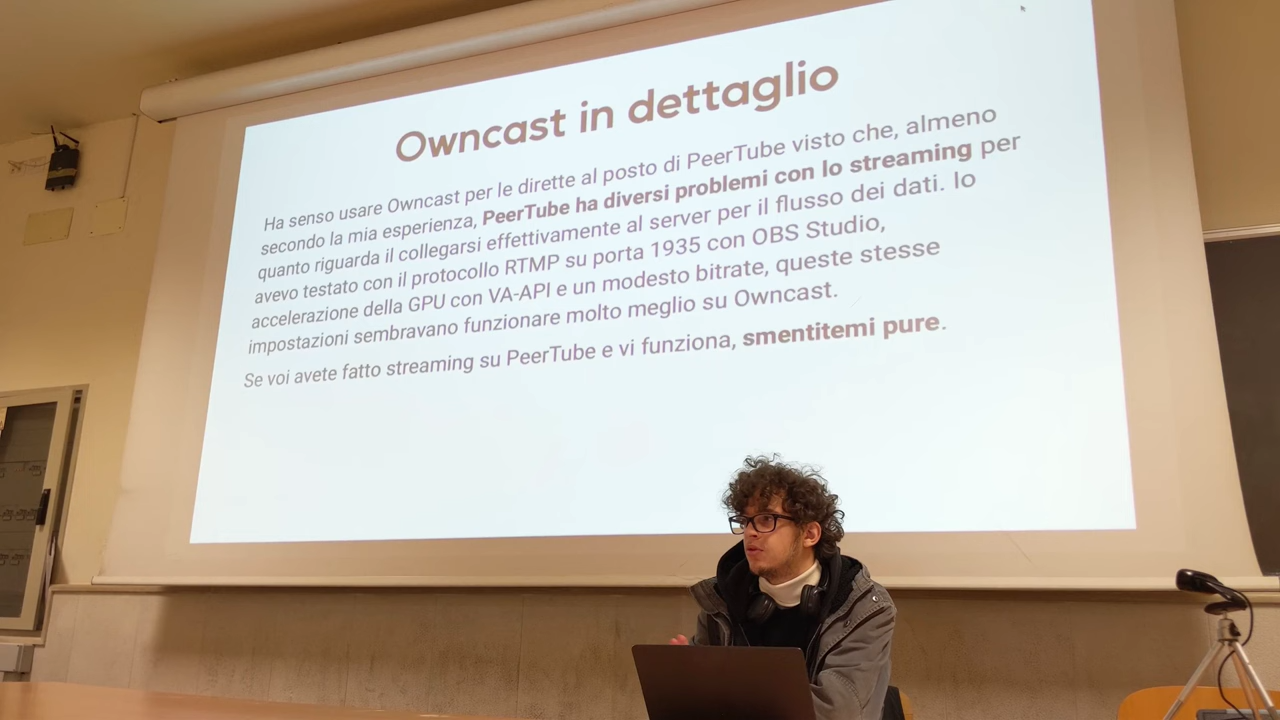 Owncast in dettaglio
Ha senso usare Owncast per le dirette al posto di PeerTube visto che, almeno
secondo la mia esperienza, PeerTube ha diversi problemi con lo streaming per
quanto riguarda il collegarsi effettivamente al server per il flusso dei dati. Io
avevo testato con il protocollo RTMP su porta 1935 con OBS Studio,
accelerazione della GPU con VA-API e un modesto bitrate, queste stesse
impostazioni sembravano funzionare molto meglio su Owncast.
Se voi avete fatto streaming su PeerTube e vi funziona, smentitemi pure.